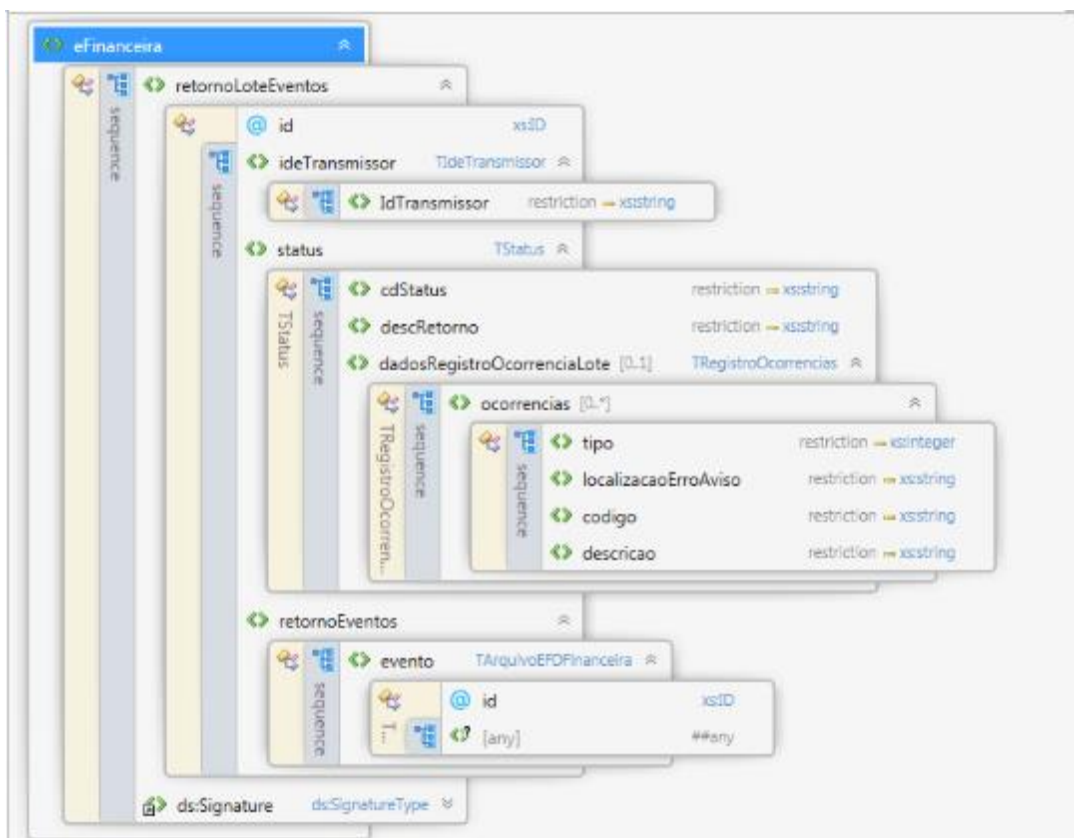 eFinanceira
sequence
retornoLoteEventos
sequence
@ id xs:ID
ideTransmissor TIdeTransmissor
IdTransmissor restriction xs:string
status TStatus
TStatus
sequence
cdStatus restriction xs:string
descRetorno restriction xs:string
dadosRegistroOcorrenciaLote [0..1] TRegistroOcorrencias
TRegistroOcorren...
sequence
ocorrencias [0..*]
sequence
tipo restriction xs:integer
localizacaoErroAviso restriction xs:string
codigo restriction xs:string
descricao restriction xs:string
retornoEventos
sequence
evento TArquivoEFDFinanceira
T...
@ id xs:ID
[any] ##any
ds:Signature ds:SignatureType